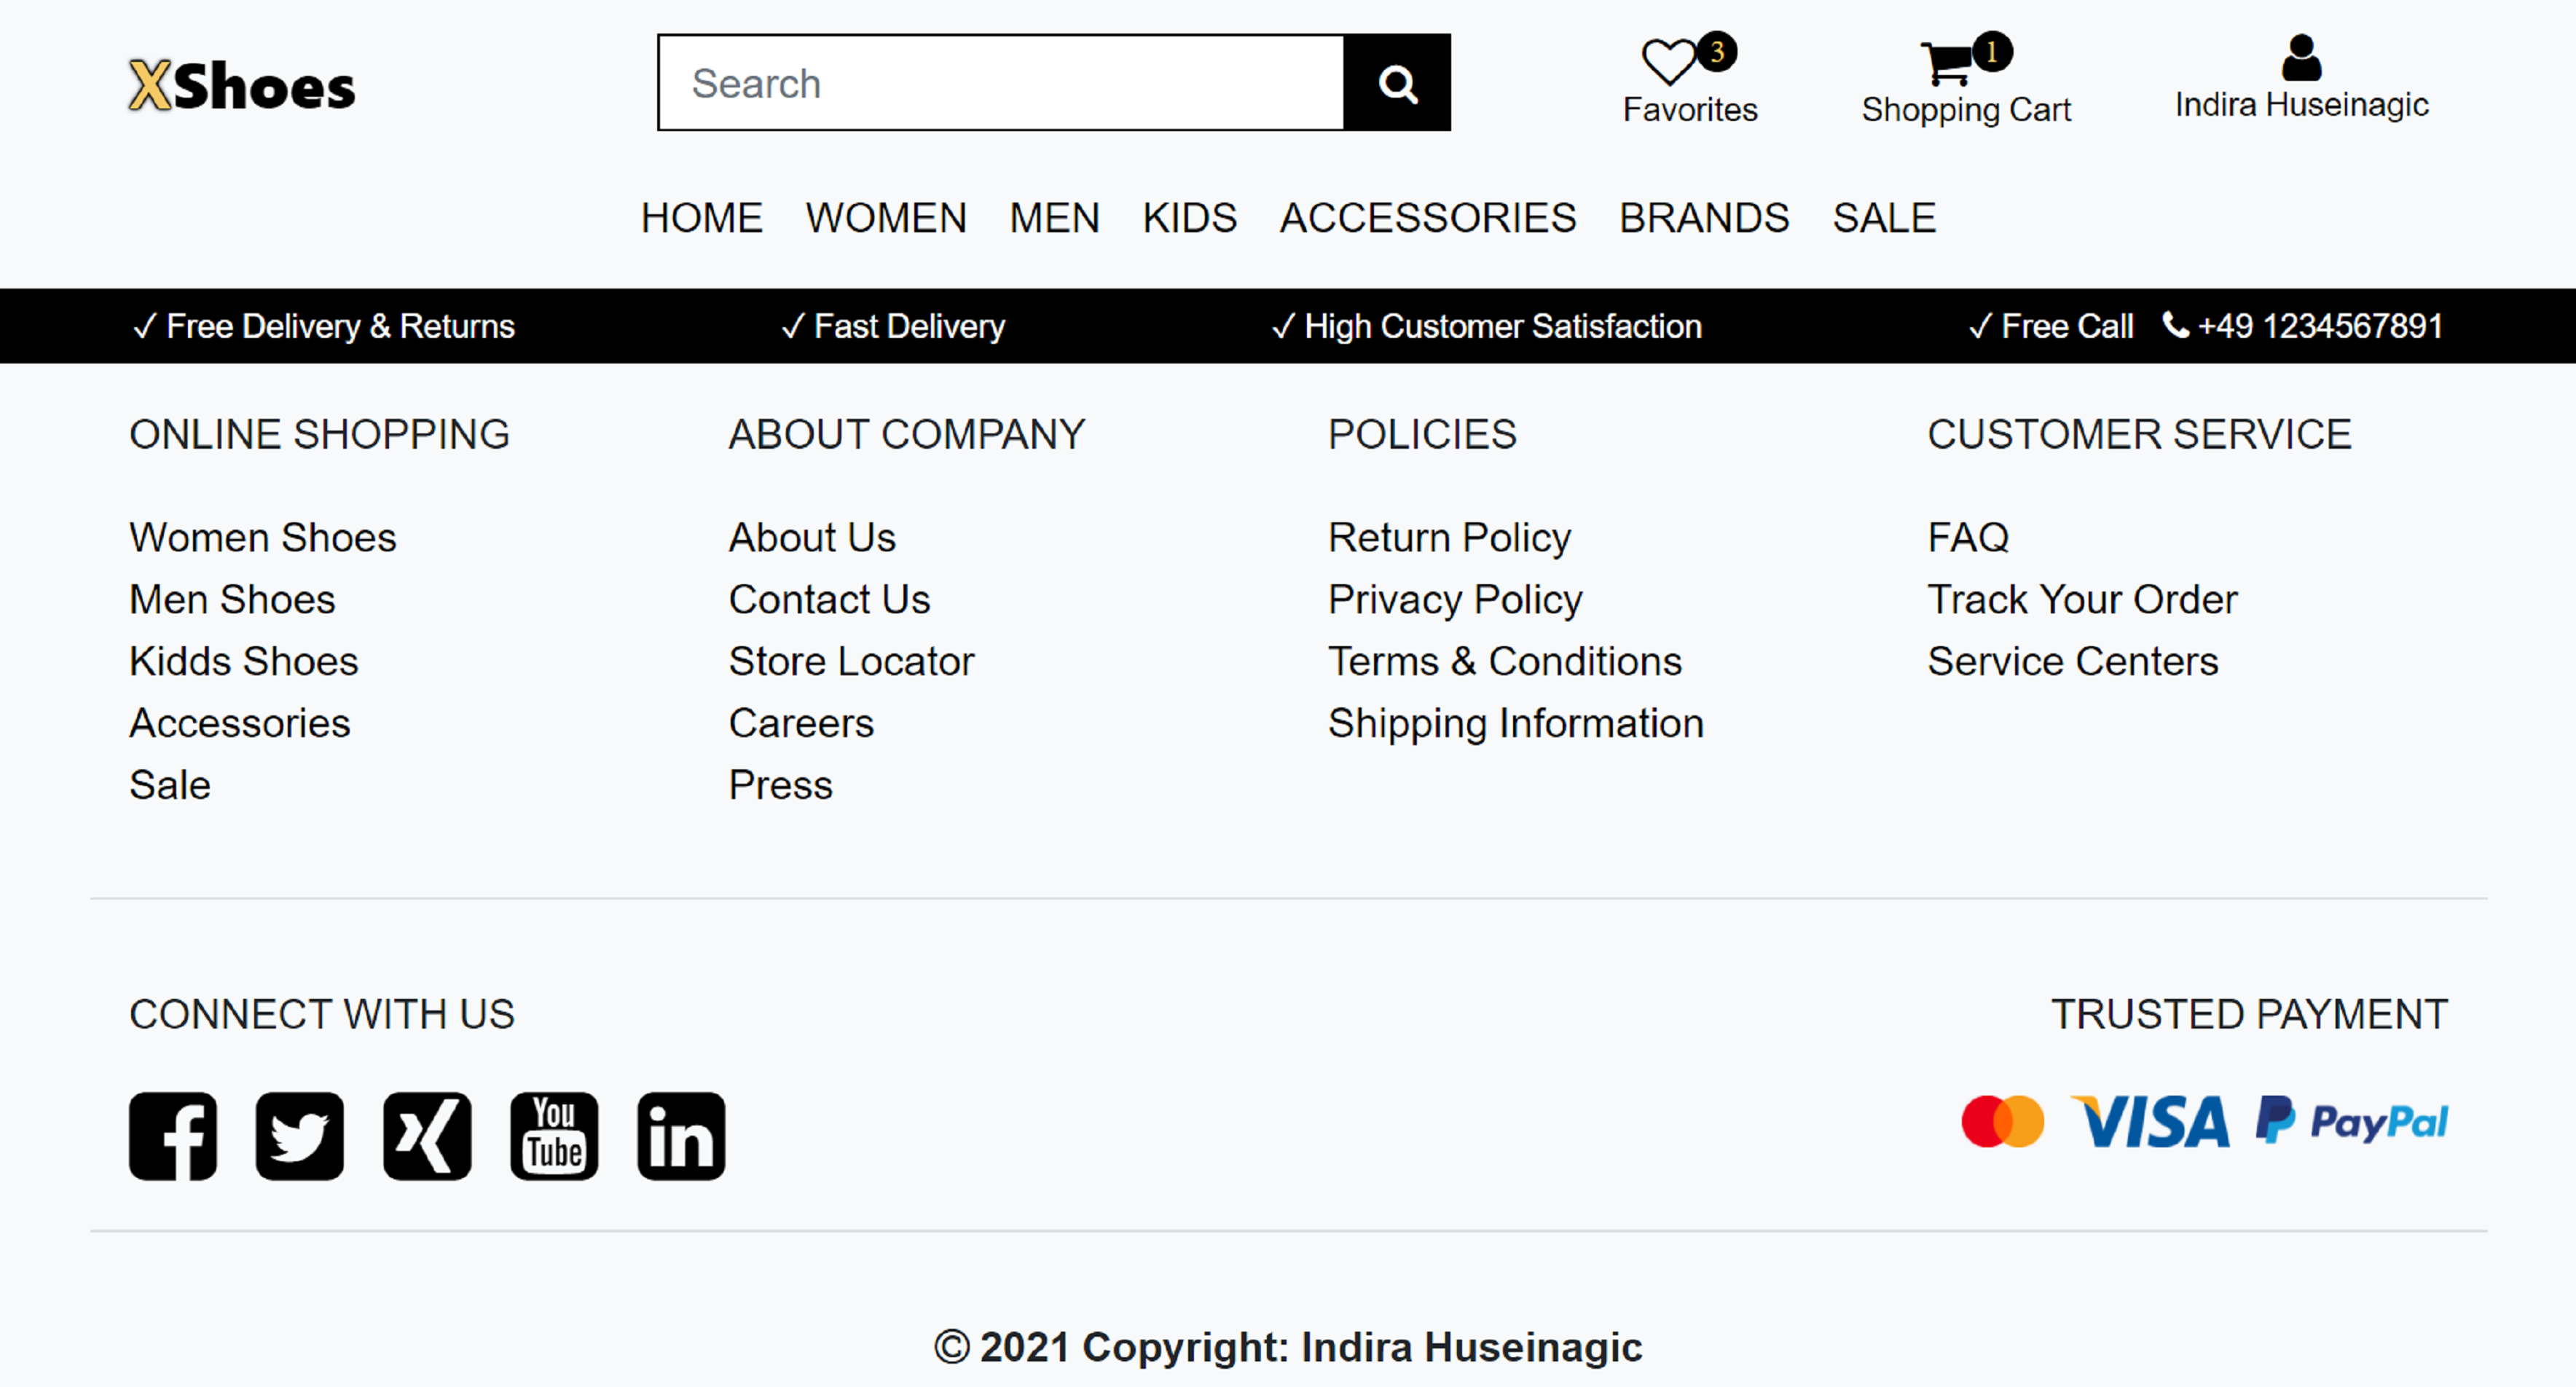 XShoes
Search
3
Favorites
1
Shopping Cart
Indira Huseinagic
HOME WOMEN MEN KIDS ACCESSORIES BRANDS SALE
✓ Free Delivery & Returns ✓ Fast Delivery ✓ High Customer Satisfaction ✓ Free Call +49 1234567891
ONLINE SHOPPING
Women Shoes
Men Shoes
Kidds Shoes
Accessories
Sale
ABOUT COMPANY
About Us
Contact Us
Store Locator
Careers
Press
POLICIES
Return Policy
Privacy Policy
Terms & Conditions
Shipping Information
CUSTOMER SERVICE
FAQ
Track Your Order
Service Centers
CONNECT WITH US
You
Tube
in
TRUSTED PAYMENT
VISA
PayPal
© 2021 Copyright: Indira Huseinagic